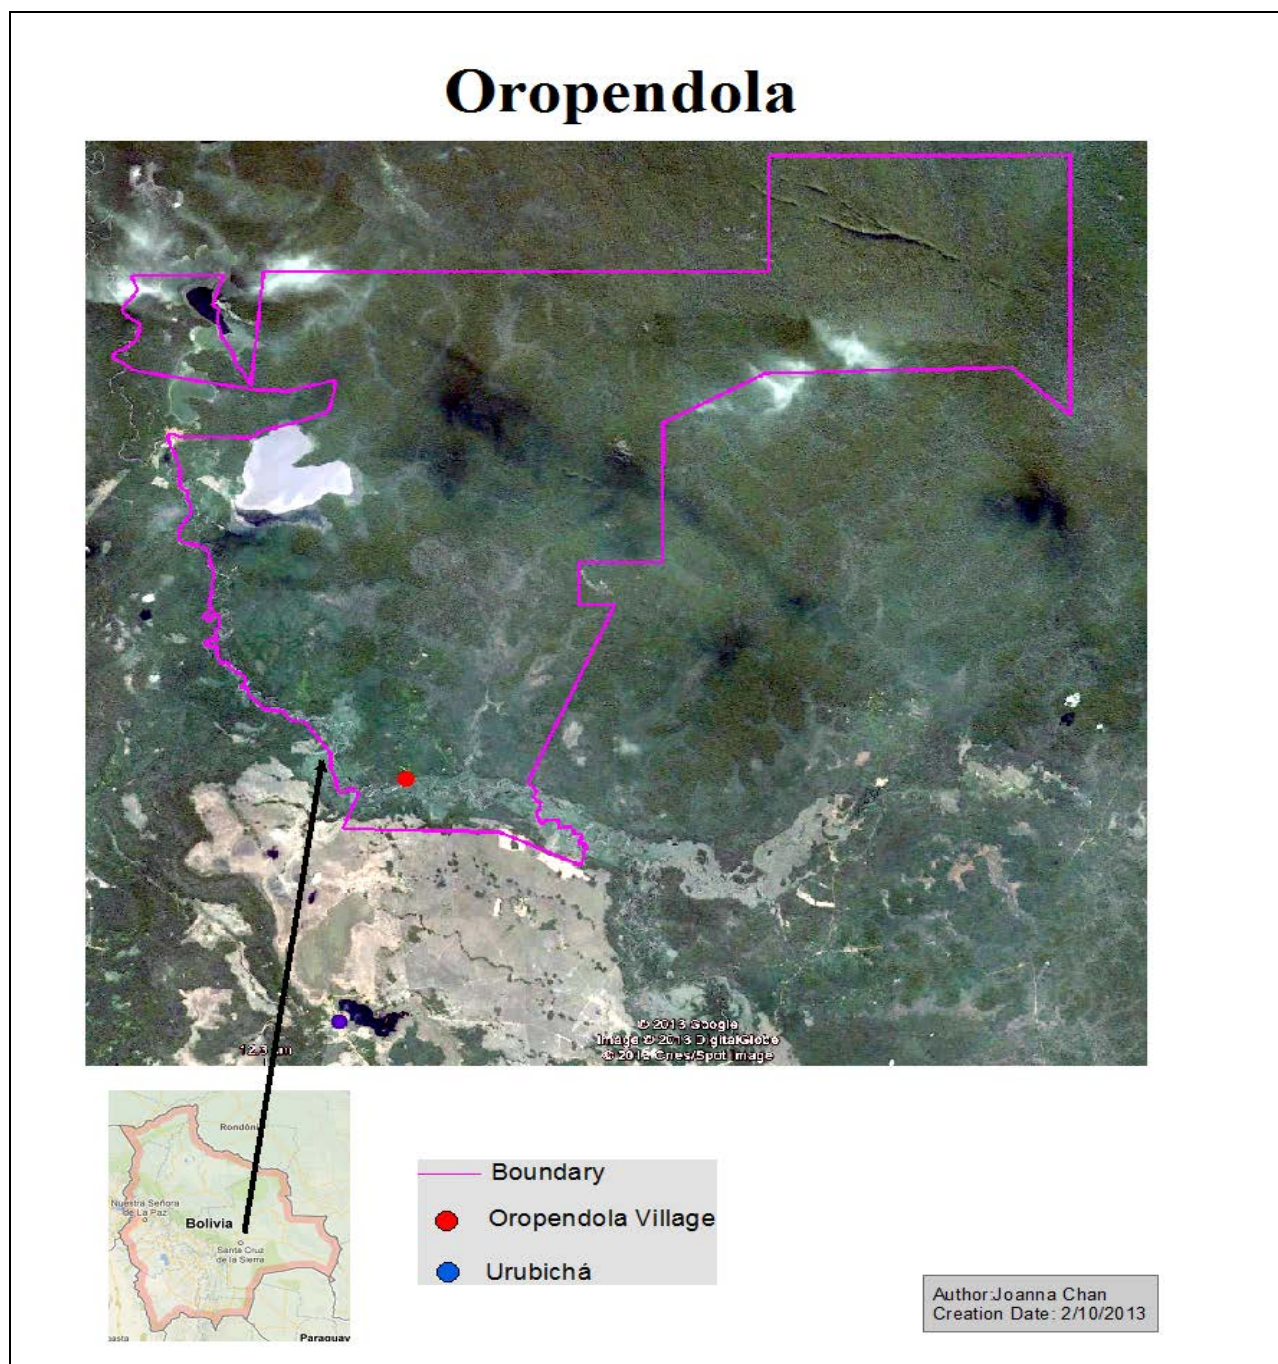 Oropendola
© 2013 Google
Image © 2013 DigitalGlobe
© 2013 Cnes/Spot Image
Rondôni
Nuestra Señora
de La Paz
Bolivia
Santa Cruz
de la Sierra
Paraguay
Boundary
Oropendola Village
Urubichá
Author:Joanna Chan
Creation Date: 2/10/2013